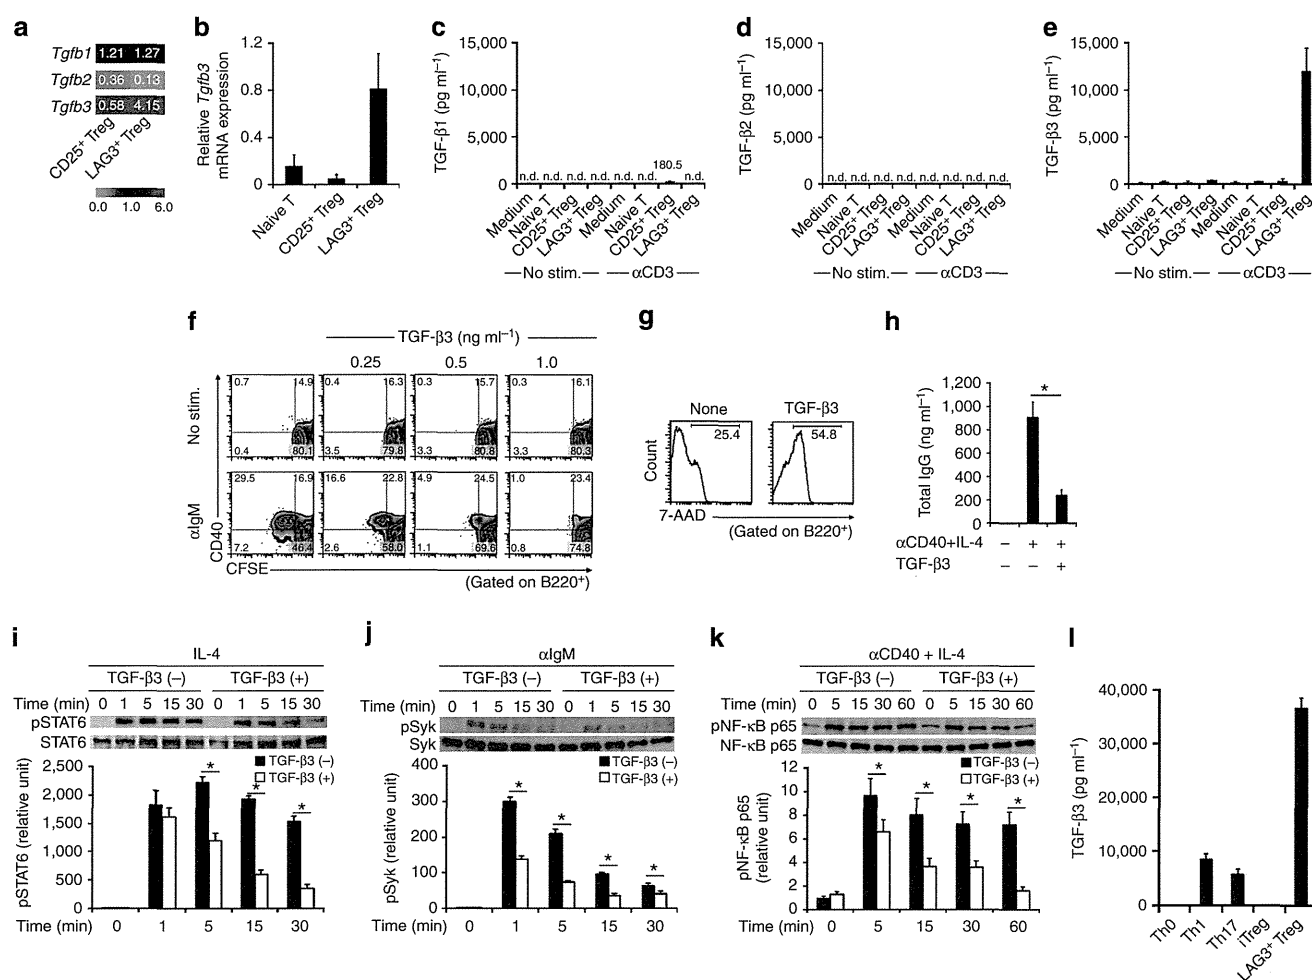 a
Tgfb1 1.21 1.27
Tgfb2 0.36 0.13
Tgfb3 0.58 4.15
CD25⁺ Treg
LAG3⁺ Treg
0.0 1.0 6.0
b
Relative Tgfb3
mRNA expression
1.2
0.8
0.4
0
Naive T
CD25⁺ Treg
LAG3⁺ Treg
c
TGF-β1 (pg ml⁻¹)
15,000
10,000
5,000
0
n.d. n.d. n.d. n.d. n.d. n.d. 180.5 n.d.
Medium
Naive T
CD25⁺ Treg
LAG3⁺ Treg
Medium
Naive T
CD25⁺ Treg
LAG3⁺ Treg
No stim. αCD3
d
TGF-β2 (pg ml⁻¹)
15,000
10,000
5,000
0
n.d. n.d. n.d. n.d. n.d. n.d. n.d. n.d.
Medium
Naive T
CD25⁺ Treg
LAG3⁺ Treg
Medium
Naive T
CD25⁺ Treg
LAG3⁺ Treg
No stim. αCD3
e
TGF-β3 (pg ml⁻¹)
15,000
10,000
5,000
0
Medium
Naive T
CD25⁺ Treg
LAG3⁺ Treg
Medium
Naive T
CD25⁺ Treg
LAG3⁺ Treg
No stim. αCD3
f
TGF-β3 (ng ml⁻¹)
0.25 0.5 1.0
No stim.
0.7 14.9 0.4 16.3 0.3 15.7 0.3 16.1
0.4 80.1 3.5 79.8 3.3 80.8 3.3 80.3
αIgM
CD40
29.5 16.9 16.6 22.8 4.9 24.5 1.0 23.4
7.2 46.4 2.6 58.0 1.1 69.6 0.8 74.8
CFSE
(Gated on B220⁺)
g
None TGF-β3
25.4 54.8
Count
7-AAD
(Gated on B220⁺)
h
Total IgG (ng ml⁻¹)
1,200
1,000
800
600
400
200
0
*
αCD40+IL-4 – + +
TGF-β3 – – +
i
IL-4
TGF-β3 (–) TGF-β3 (+)
Time (min) 0 1 5 15 30 0 1 5 15 30
pSTAT6
STAT6
TGF-β3 (–)
TGF-β3 (+)
pSTAT6 (relative unit)
2,500
2,000
1,500
1,000
500
0
* * *
Time (min) 0 1 5 15 30
j
αIgM
TGF-β3 (–) TGF-β3 (+)
Time (min) 0 1 5 15 30 0 1 5 15 30
pSyk
Syk
TGF-β3 (–)
TGF-β3 (+)
pSyk (relative unit)
400
300
200
100
0
* * * *
Time (min) 0 1 5 15 30
k
αCD40 + IL-4
TGF-β3 (–) TGF-β3 (+)
Time (min) 0 5 15 30 60 0 5 15 30 60
pNF-κB p65
NF-κB p65
TGF-β3 (–)
TGF-β3 (+)
pNF-κB p65
(relative unit)
12
10
8
6
4
2
0
* * * *
Time (min) 0 5 15 30 60
l
TGF-β3 (pg ml⁻¹)
40,000
30,000
20,000
10,000
0
Th0
Th1
Th17
iTreg
LAG3⁺ Treg